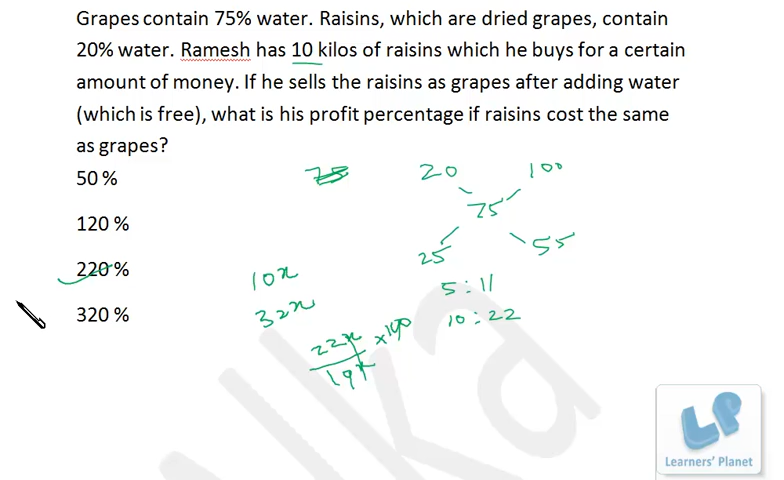 Grapes contain 75% water. Raisins, which are dried grapes, contain
20% water. Ramesh has 10 kilos of raisins which he buys for a certain
amount of money. If he sells the raisins as grapes after adding water
(which is free), what is his profit percentage if raisins cost the same
as grapes?
50 %
75 20 100
75
120 %
25 55
220 %
10x 5 : 11
320 %
32x 10 : 22
22x × 100
10x
ulka
LP
Learners' Planet